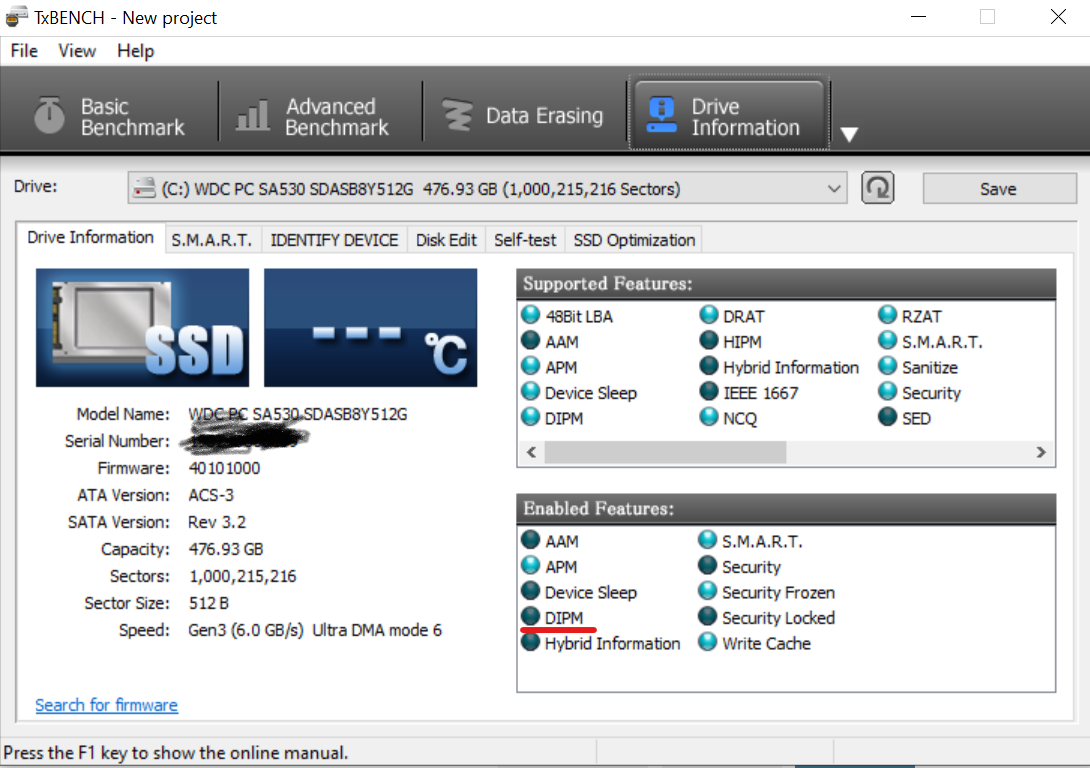 TxBENCH - New project
File View Help
Basic Benchmark
Advanced Benchmark
Data Erasing
Drive Information
Drive:
(C:) WDC PC SA530 SDASB8Y512G 476.93 GB (1,000,215,216 Sectors)
Save
Drive Information S.M.A.R.T. IDENTIFY DEVICE Disk Edit Self-test SSD Optimization
SSD
--- °C
Model Name: WDC PC SA530 SDASB8Y512G
Serial Number:
Firmware: 40101000
ATA Version: ACS-3
SATA Version: Rev 3.2
Capacity: 476.93 GB
Sectors: 1,000,215,216
Sector Size: 512 B
Speed: Gen3 (6.0 GB/s) Ultra DMA mode 6
Search for firmware
Supported Features:
48Bit LBA DRAT RZAT
AAM HIPM S.M.A.R.T.
APM Hybrid Information Sanitize
Device Sleep IEEE 1667 Security
DIPM NCQ SED
Enabled Features:
AAM S.M.A.R.T.
APM Security
Device Sleep Security Frozen
DIPM Security Locked
Hybrid Information Write Cache
Press the F1 key to show the online manual.